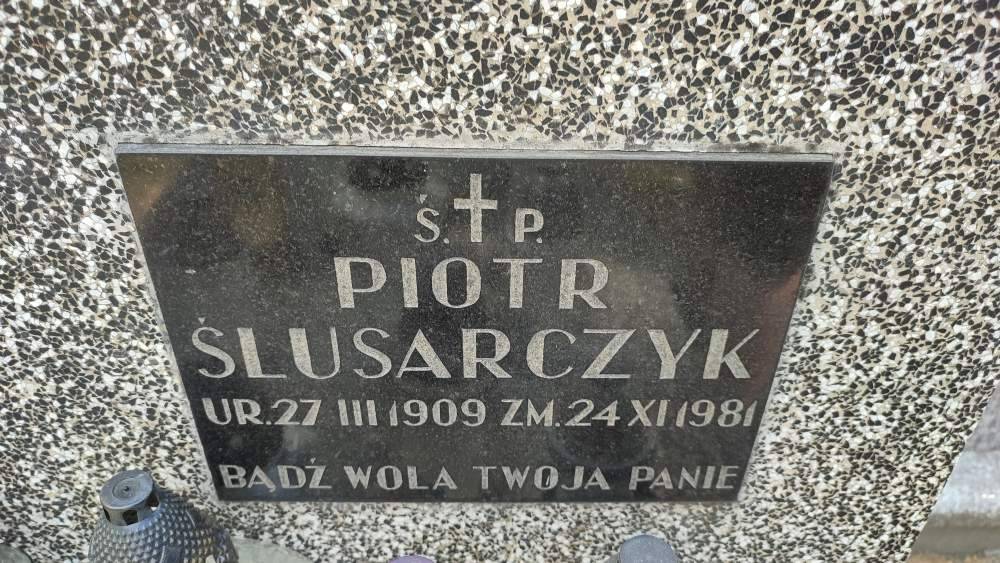 Ś.†P.
PIOTR
ŚLUSARCZYK
UR.27 III 1909 ZM.24 XI 1981
BĄDŹ WOLA TWOJA PANIE